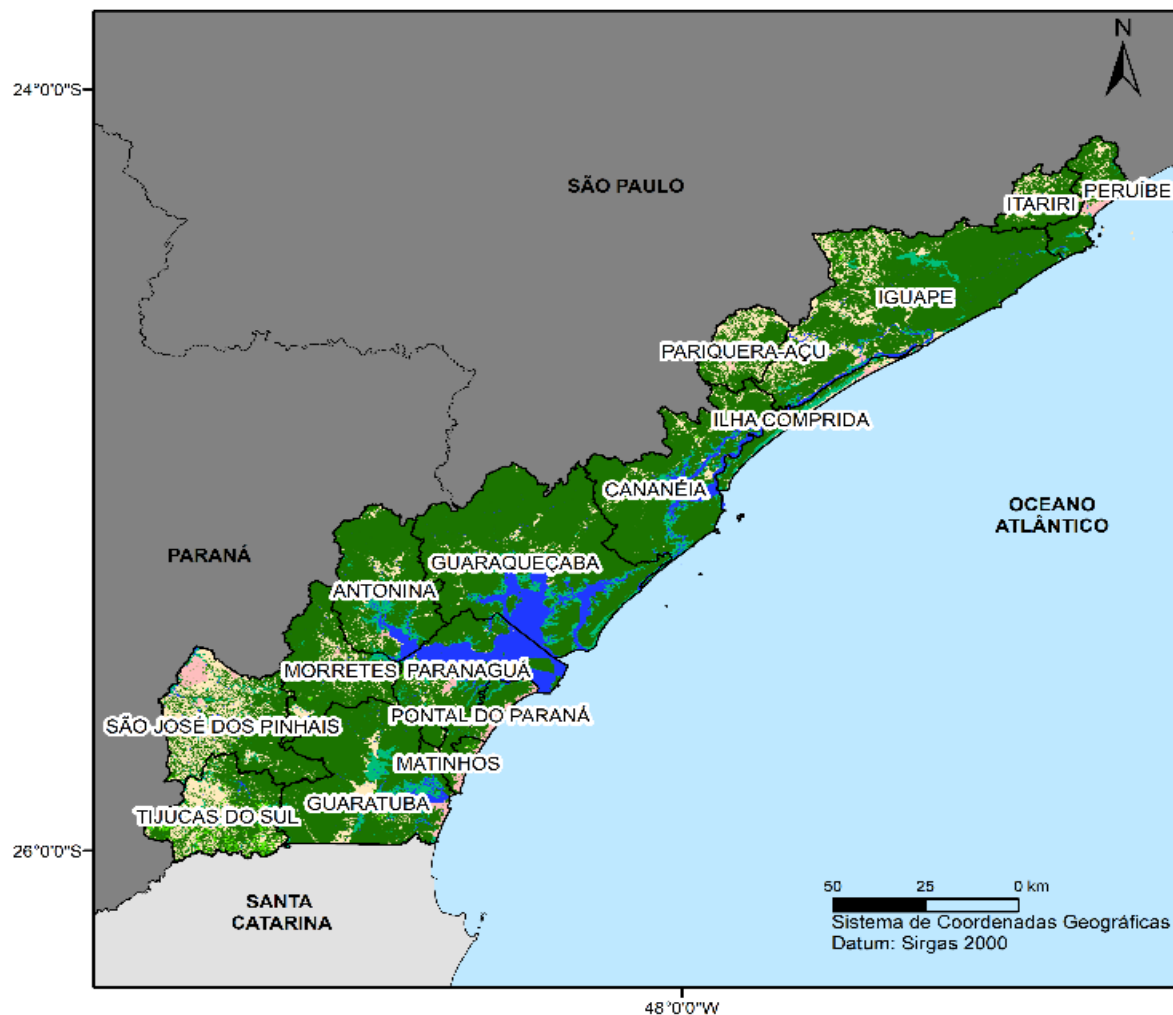 N
24°0'0"S
SÃO PAULO
PERUÍBE
ITARIRI
IGUAPE
PARIQUERA-AÇU
ILHA COMPRIDA
CANANÉIA
OCEANO
ATLÂNTICO
PARANÁ
GUARAQUEÇABA
ANTONINA
MORRETES
PARANAGUÁ
PONTAL DO PARANÁ
SÃO JOSÉ DOS PINHAIS
MATINHOS
GUARATUBA
TIJUCAS DO SUL
26°0'0"S
50 25 0 km
SANTA
CATARINA
Sistema de Coordenadas Geográficas
Datum: Sirgas 2000
48°0'0"W